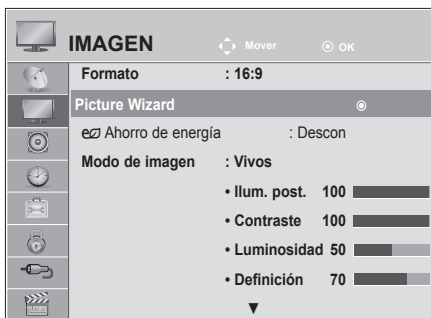 IMAGEN Mover OK
Formato : 16:9
Picture Wizard
Ahorro de energía : Descon
Modo de imagen : Vivos
• Ilum. post. 100
• Contraste 100
• Luminosidad 50
• Definición 70